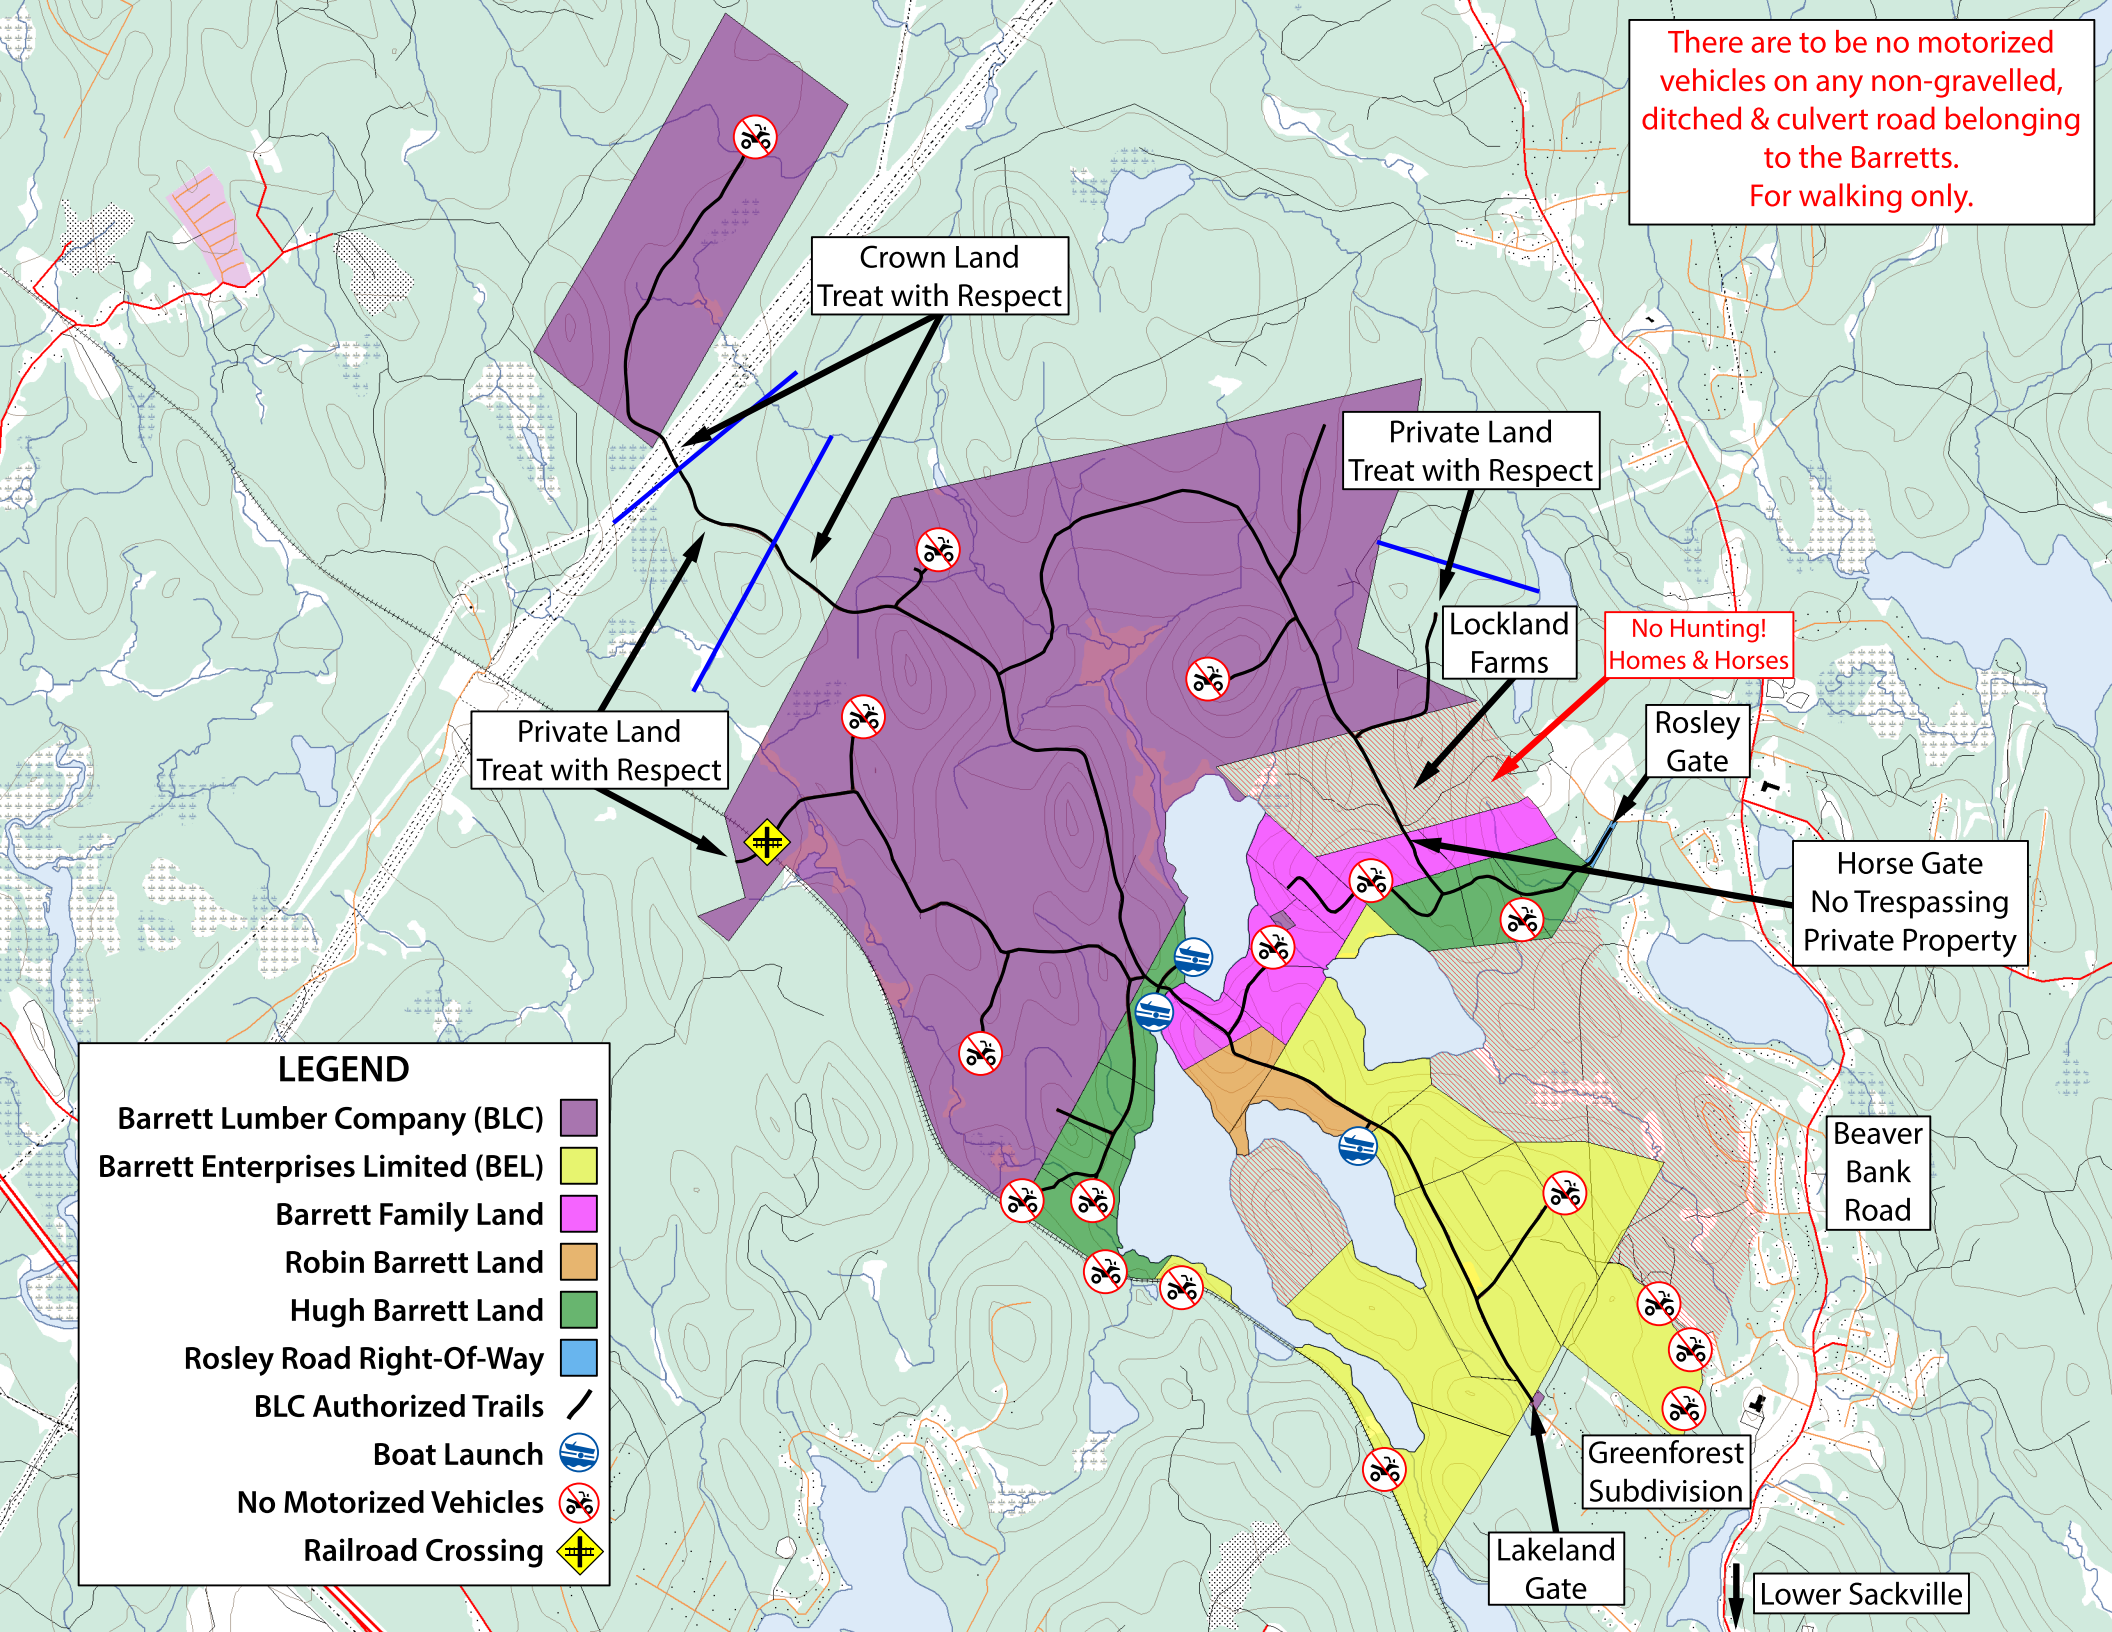 There are to be no motorized
vehicles on any non-gravelled,
ditched & culvert road belonging
to the Barretts.
For walking only.
Crown Land
Treat with Respect
Private Land
Treat with Respect
Lockland
Farms
No Hunting!
Homes & Horses
Rosley
Gate
Private Land
Treat with Respect
Horse Gate
No Trespassing
Private Property
LEGEND
Barrett Lumber Company (BLC)
Barrett Enterprises Limited (BEL)
Barrett Family Land
Robin Barrett Land
Hugh Barrett Land
Rosley Road Right-Of-Way
BLC Authorized Trails
Boat Launch
No Motorized Vehicles
Railroad Crossing
Beaver
Bank
Road
Greenforest
Subdivision
Lakeland
Gate
Lower Sackville